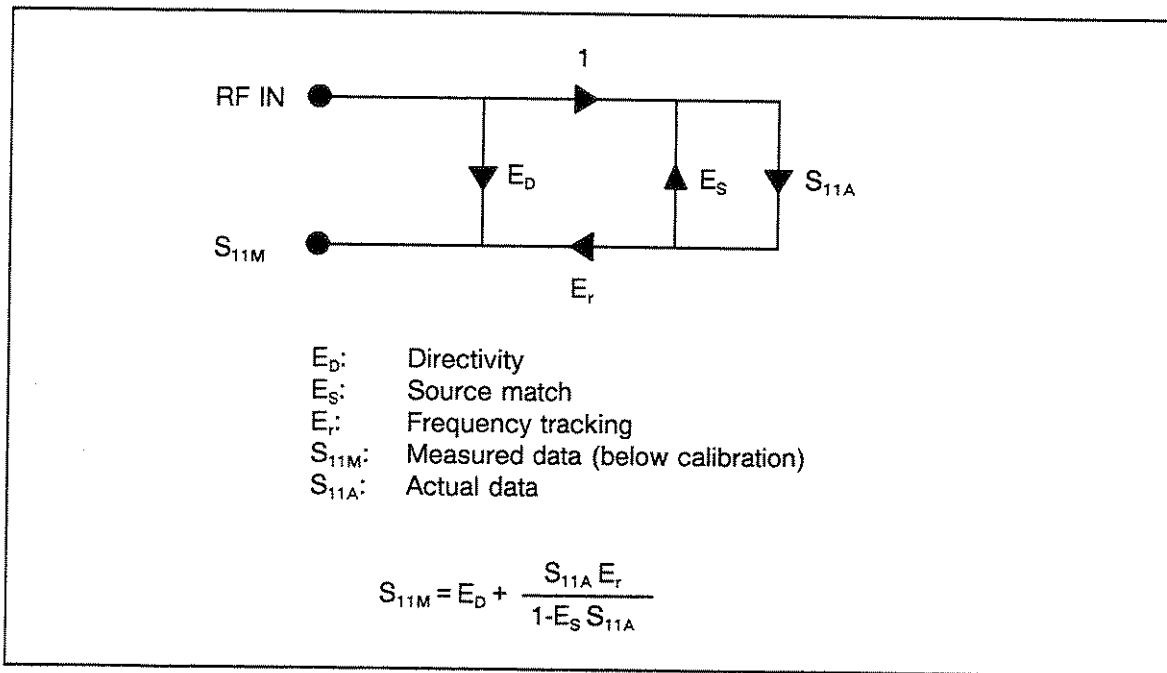 1
RF IN
E_D
E_S
S_11A
S_11M
E_r
E_D: Directivity
E_S: Source match
E_r: Frequency tracking
S_11M: Measured data (below calibration)
S_11A: Actual data
S_11M = E_D + S_11A E_r / 1-E_S S_11A